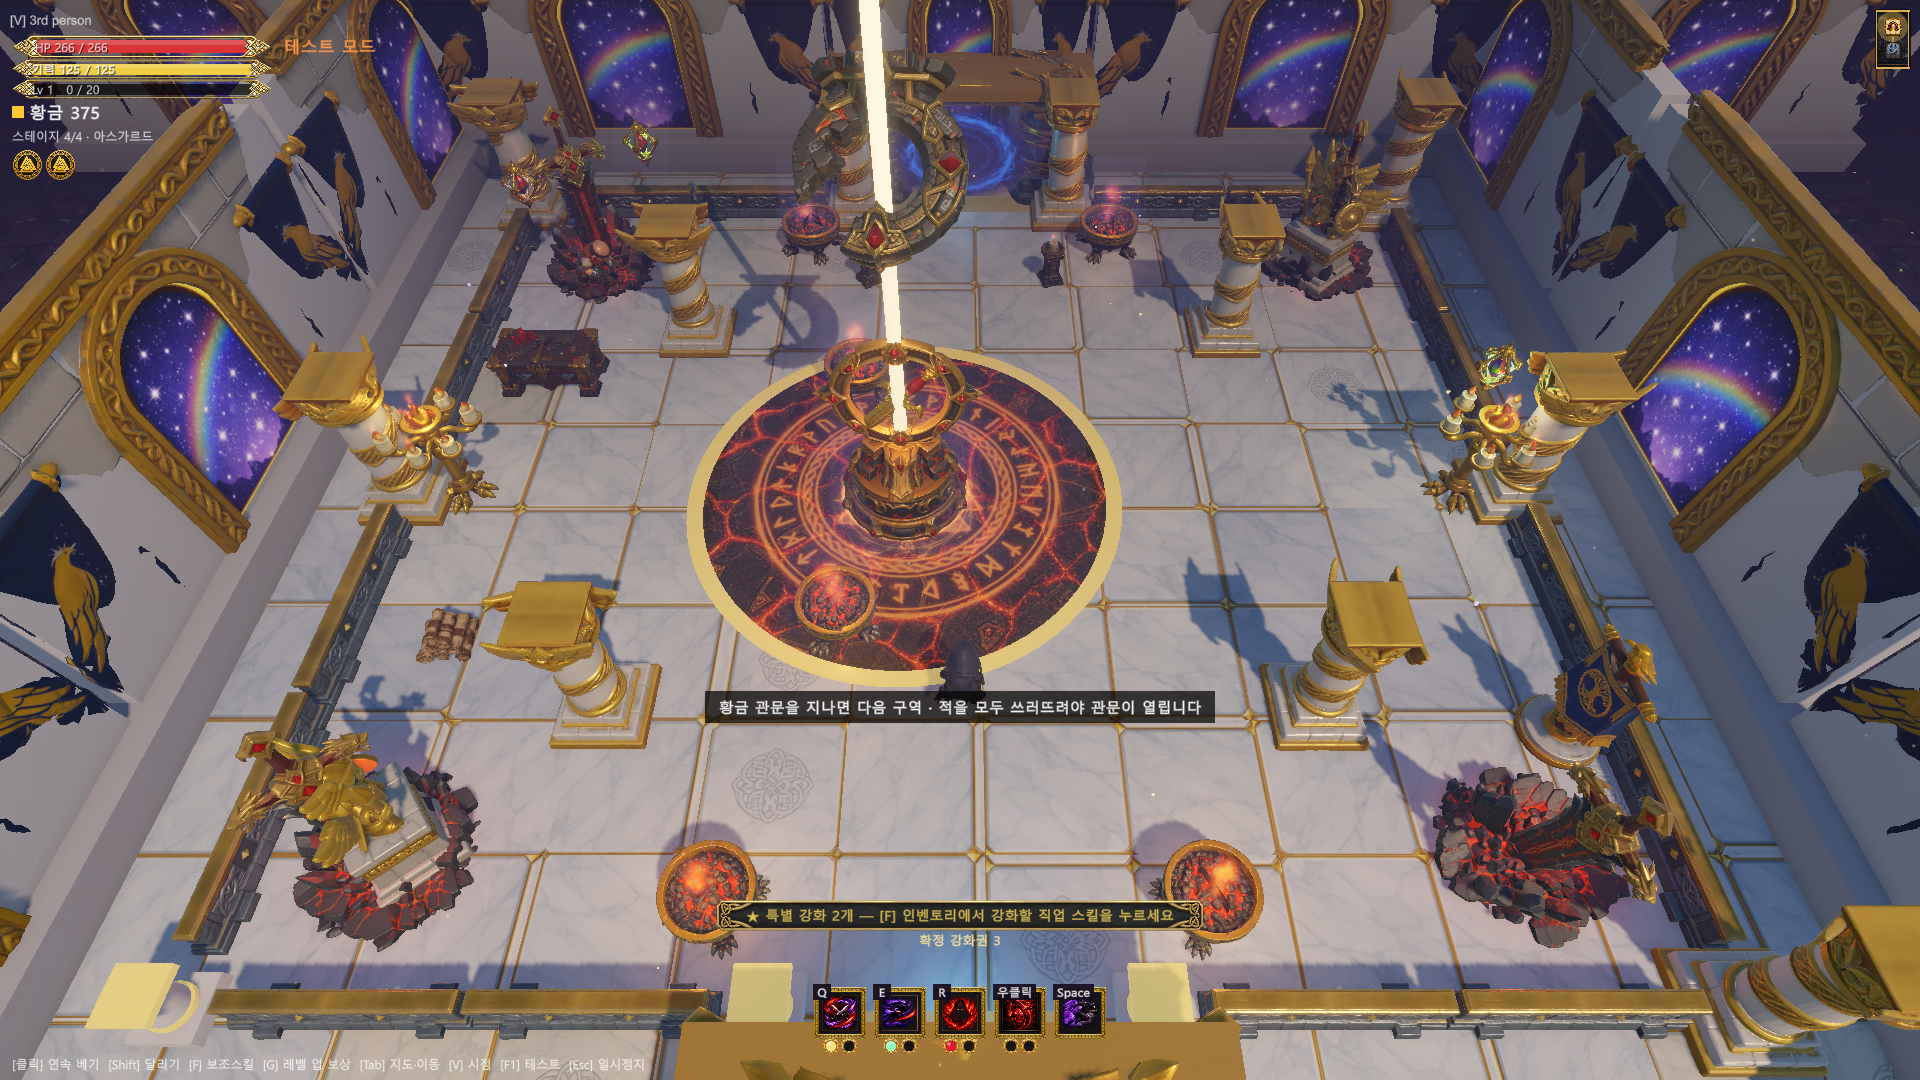 [V] 3rd person
HP 266 / 266
테스트 모드
기력 125 / 125
Lv 1 0 / 20
황금 375
스테이지 4/4 · 아스가르드
황금 관문을 지나면 다음 구역 · 적을 모두 쓰러뜨려야 관문이 열립니다
★ 특별 강화 2개 — [F] 인벤토리에서 강화할 직업 스킬을 누르세요
확정 강화권 3
Q E R 우클릭 Space
[클릭] 연속 베기 [Shift] 달리기 [F] 보조스킬 [G] 레벨 업 보상 [Tab] 지도·이동 [V] 시점 [F1] 테스트 [Esc] 일시정지